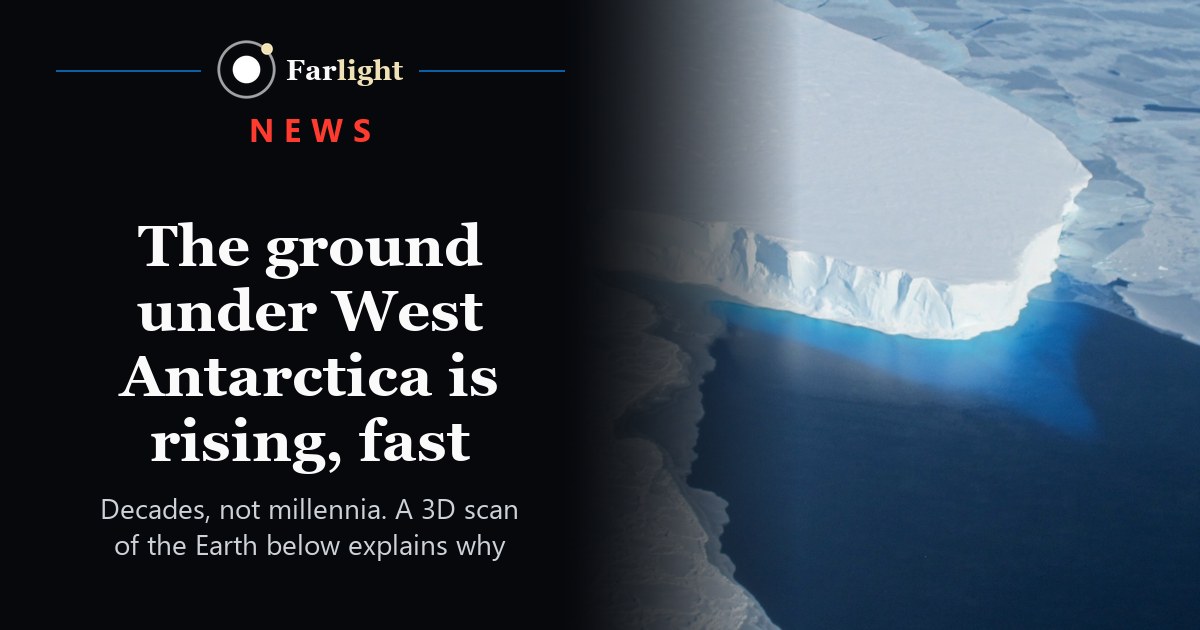 Farlight
NEWS
The ground
under West
Antarctica is
rising, fast
Decades, not millennia. A 3D scan
of the Earth below explains why